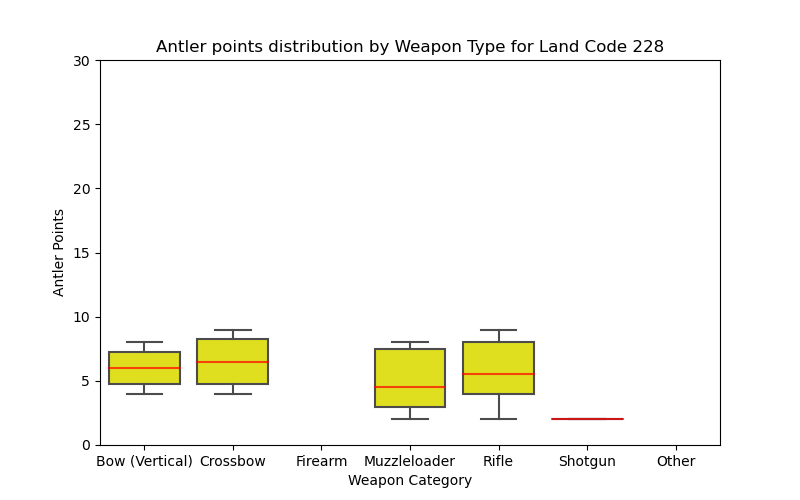 Antler points distribution by Weapon Type for Land Code 228
30
25
20
15
10
5
0
Antler Points
Bow (Vertical) Crossbow Firearm Muzzleloader Rifle Shotgun Other
Weapon Category